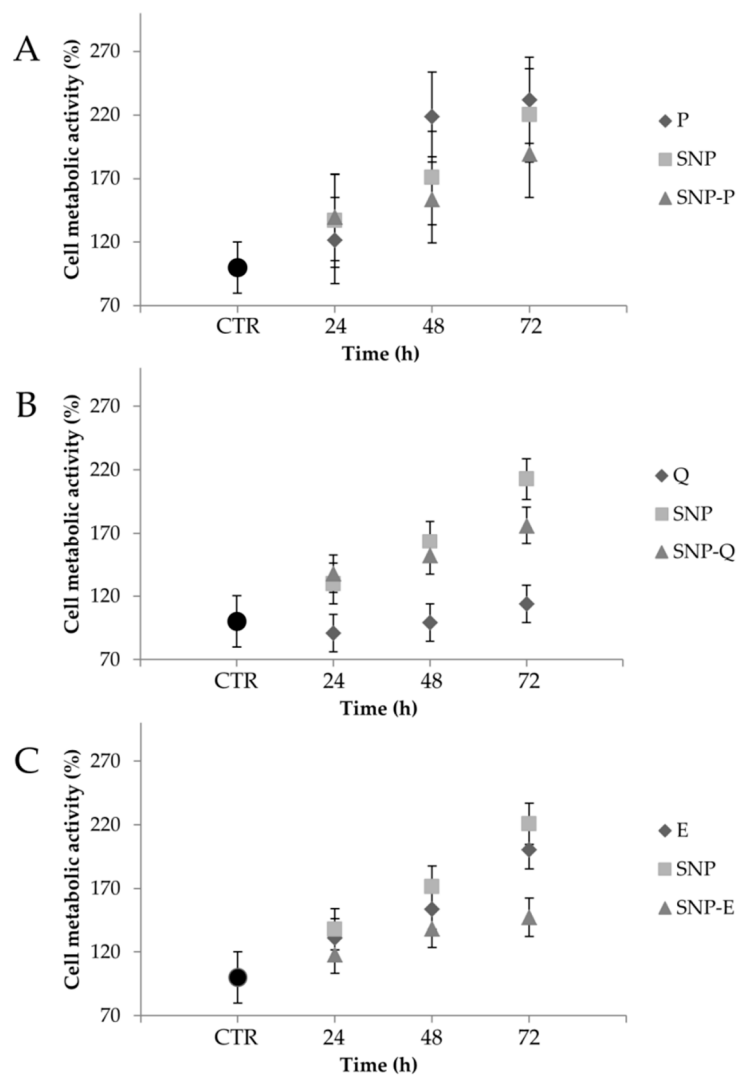 A
Cell metabolic activity (%)
270
220
170
120
70
CTR 24 48 72
Time (h)
P
SNP
SNP-P
B
Cell metabolic activity (%)
270
220
170
120
70
CTR 24 48 72
Time (h)
Q
SNP
SNP-Q
C
Cell metabolic activity (%)
270
220
170
120
70
CTR 24 48 72
Time (h)
E
SNP
SNP-E